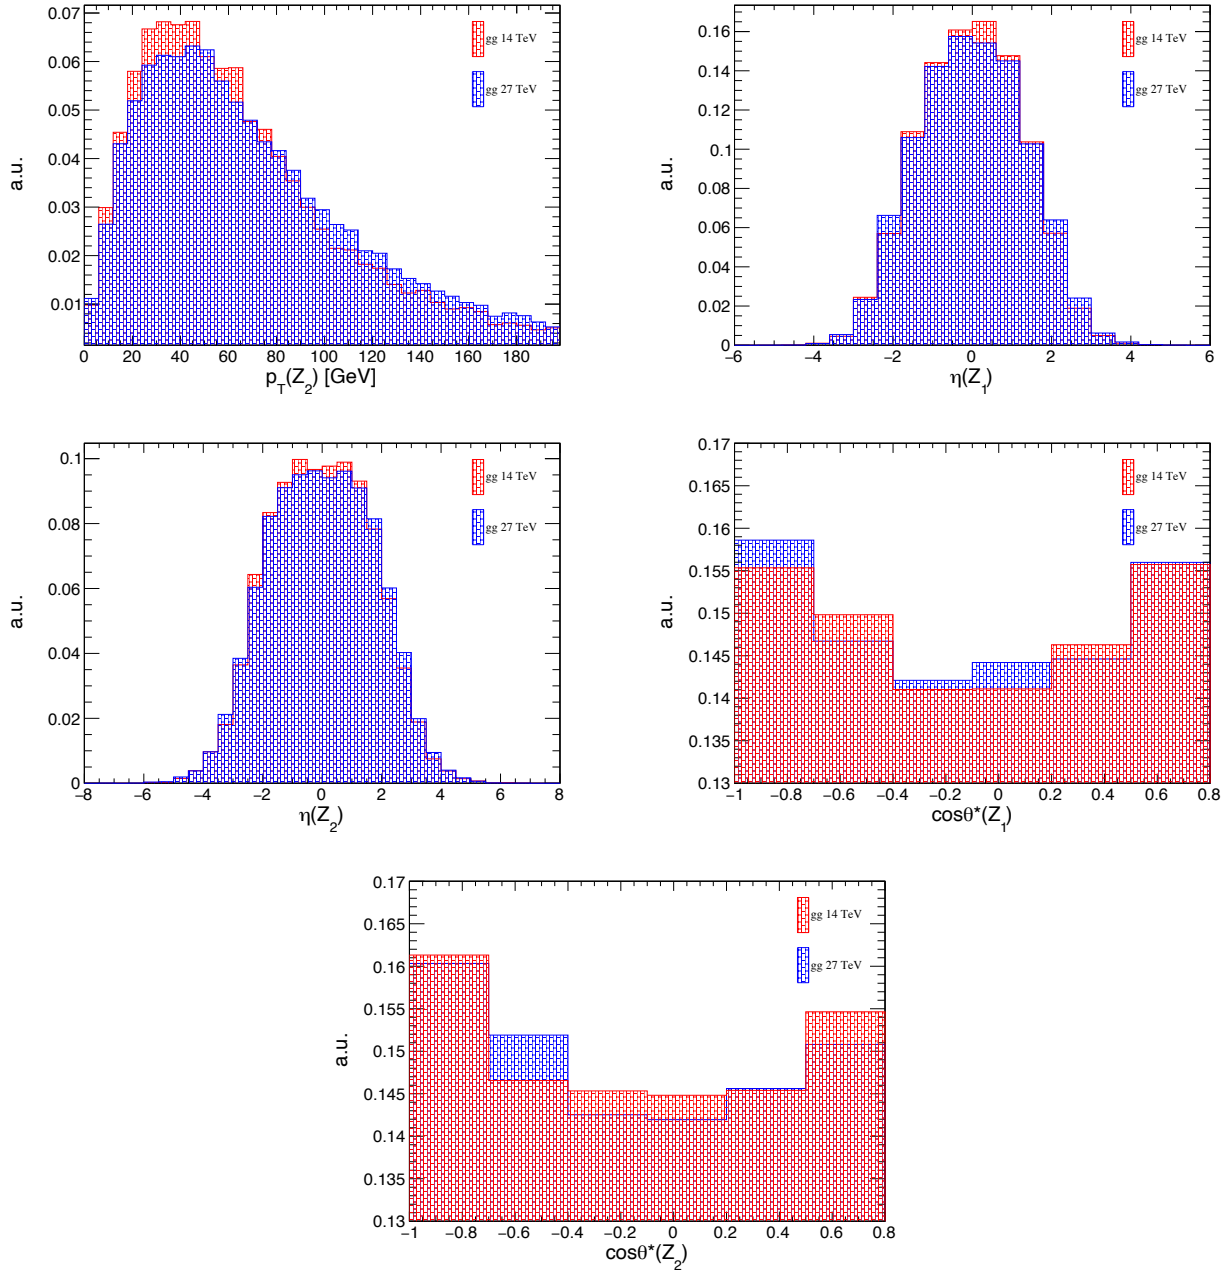 0.07
0.06
0.05
0.04
0.03
0.02
0.01
a.u.
gg 14 TeV
gg 27 TeV
0 20 40 60 80 100 120 140 160 180
p_T(Z_2) [GeV]
0.16
0.14
0.12
0.1
0.08
0.06
0.04
0.02
0
a.u.
gg 14 TeV
gg 27 TeV
−6 −4 −2 0 2 4 6
η(Z_1)
0.1
0.08
0.06
0.04
0.02
0
a.u.
gg 14 TeV
gg 27 TeV
−8 −6 −4 −2 0 2 4 6 8
η(Z_2)
0.17
0.165
0.16
0.155
0.15
0.145
0.14
0.135
0.13
a.u.
gg 14 TeV
gg 27 TeV
−1 −0.8 −0.6 −0.4 −0.2 0 0.2 0.4 0.6 0.8
cosθ*(Z_1)
0.17
0.165
0.16
0.155
0.15
0.145
0.14
0.135
0.13
a.u.
gg 14 TeV
gg 27 TeV
−1 −0.8 −0.6 −0.4 −0.2 0 0.2 0.4 0.6 0.8
cosθ*(Z_2)